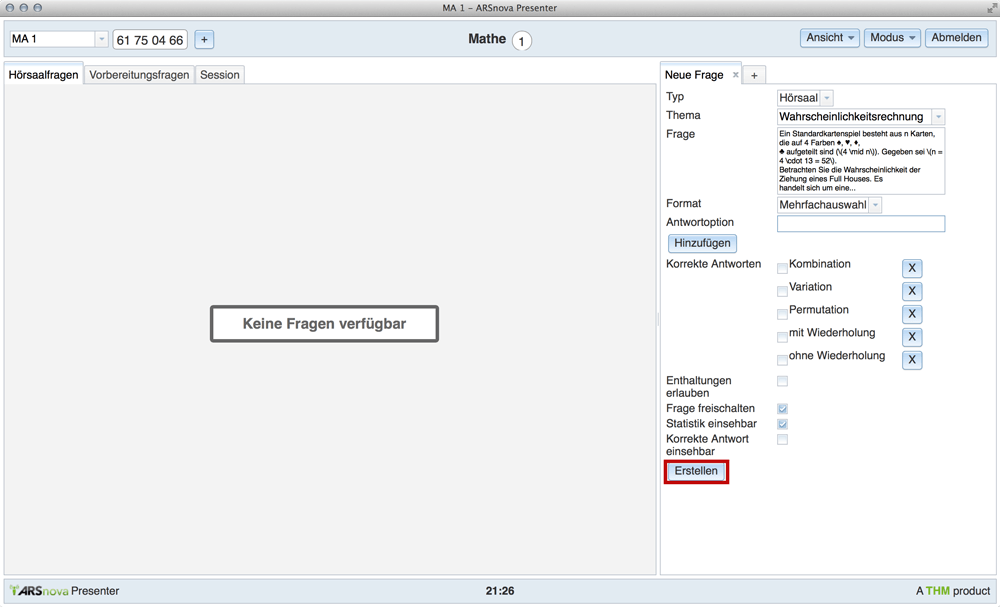 MA 1 – ARSnova Presenter
MA 1
61 75 04 66
+
Mathe 1
Ansicht
Modus
Abmelden
Hörsaalfragen
Vorbereitungsfragen
Session
Keine Fragen verfügbar
Neue Frage
+
Typ
Hörsaal
Thema
Wahrscheinlichkeitsrechnung
Frage
Ein Standardkartenspiel besteht aus n Karten,
die auf 4 Farben ♠, ♥, ♦,
♣ aufgeteilt sind (\(4 \mid n\)). Gegeben sei \(n =
4 \cdot 13 = 52\).
Betrachten Sie die Wahrscheinlichkeit der
Ziehung eines Full Houses. Es
handelt sich um eine...
Format
Mehrfachauswahl
Antwortoption
Hinzufügen
Korrekte Antworten
Kombination
X
Variation
X
Permutation
X
mit Wiederholung
X
ohne Wiederholung
X
Enthaltungen
erlauben
Frage freischalten
Statistik einsehbar
Korrekte Antwort
einsehbar
Erstellen
ARSnova Presenter
21:26
A THM product